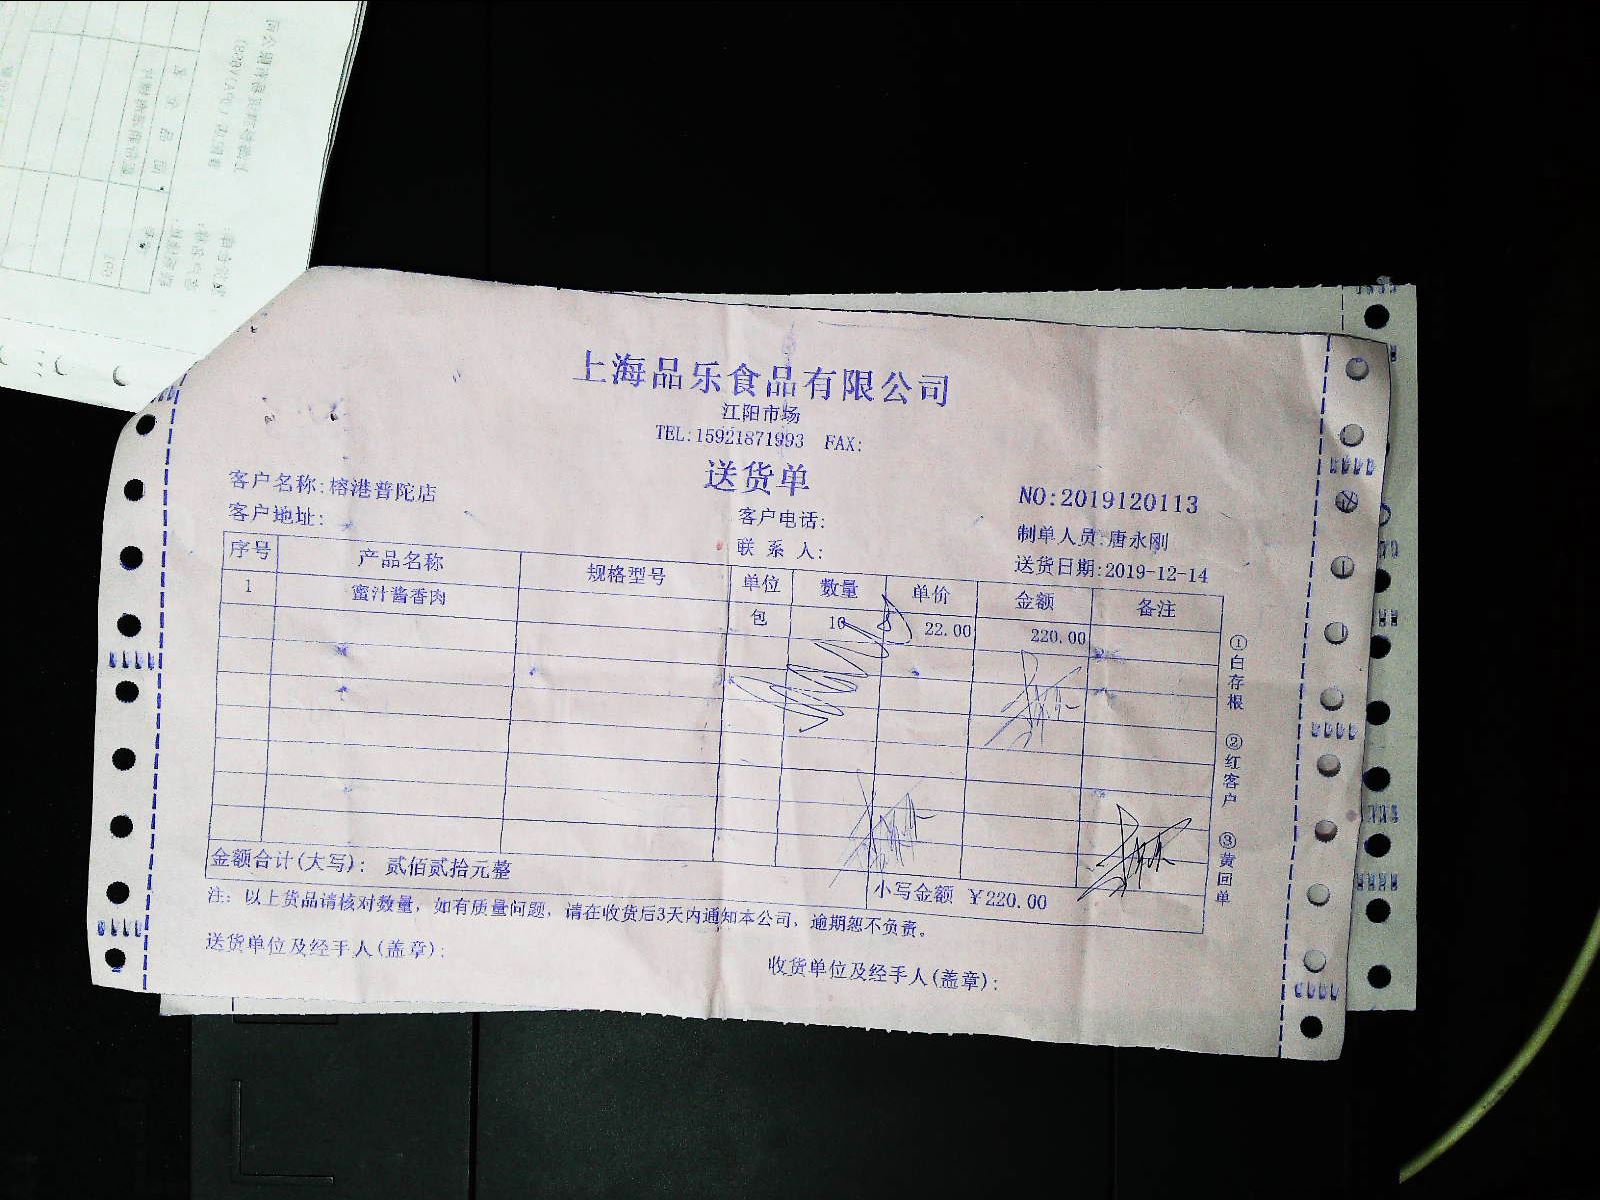 上海品乐食品有限公司
江阳市场
TEL:15921871993 FAX:
送货单
客户名称:榕港普陀店
NO:2019120113
客户地址:
客户电话:
制单人员:唐永刚
联 系 人:
送货日期:2019-12-14
序号 产品名称 规格型号 单位 数量 单价 金额 备注
1 蜜汁酱香肉 包 10 22.00 220.00
金额合计(大写): 贰佰贰拾元整
小写金额 ￥220.00
注: 以上货品请核对数量, 如有质量问题, 请在收货后3天内通知本公司, 逾期恕不负责。
送货单位及经手人(盖章):
收货单位及经手人(盖章):
①白存根 ②红客户 ③黄回单